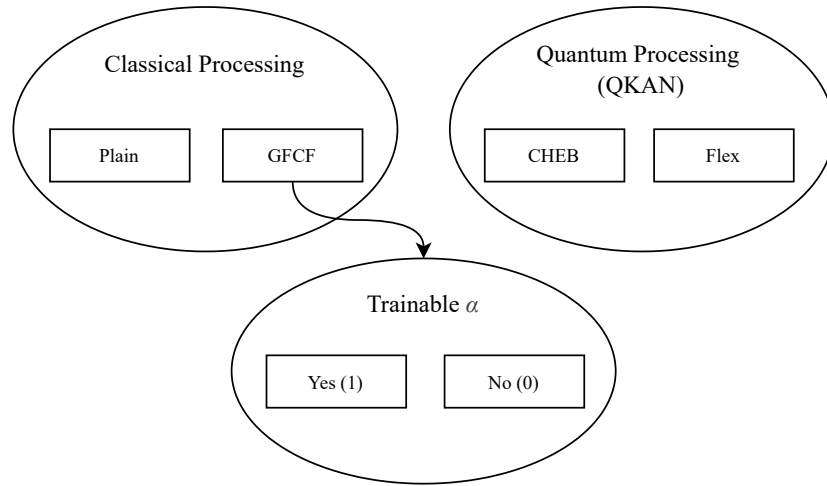 Classical Processing
Plain
GFCF
Quantum Processing
(QKAN)
CHEB
Flex
Trainable α
Yes (1)
No (0)